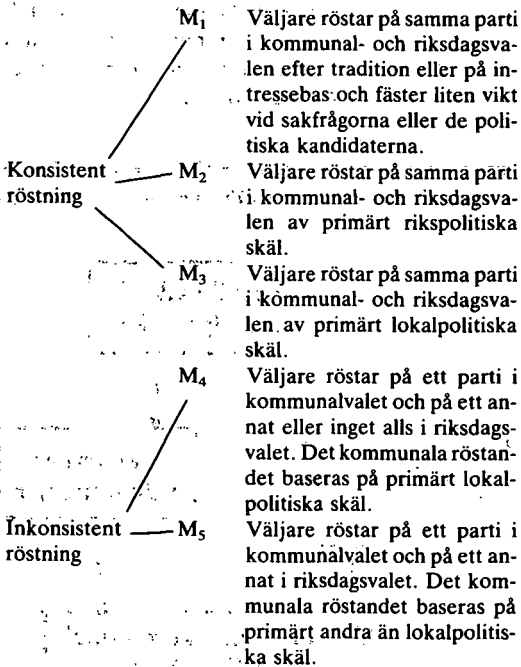 M₁ Väljare röstar på samma parti
i kommunal- och riksdagsva-
len efter tradition eller på in-
tressebas och fäster liten vikt
vid sakfrågorna eller de poli-
tiska kandidaterna.
Konsistent M₂ Väljare röstar på samma parti
röstning i kommunal- och riksdagsva-
len av primärt rikspolitiska
skäl.
M₃ Väljare röstar på samma parti
i kommunal- och riksdagsva-
len av primärt lokalpolitiska
skäl.
M₄ Väljare röstar på ett parti i
kommunalvalet och på ett an-
nat eller inget alls i riksdags-
valet. Det kommunala röstan-
det baseras på primärt lokal-
politiska skäl.
Inkonsistent M₅ Väljare röstar på ett parti i
röstning kommunalvalet och på ett an-
nat i riksdagsvalet. Det kom-
munala röstandet baseras på
primärt andra än lokalpolitis-
ka skäl.